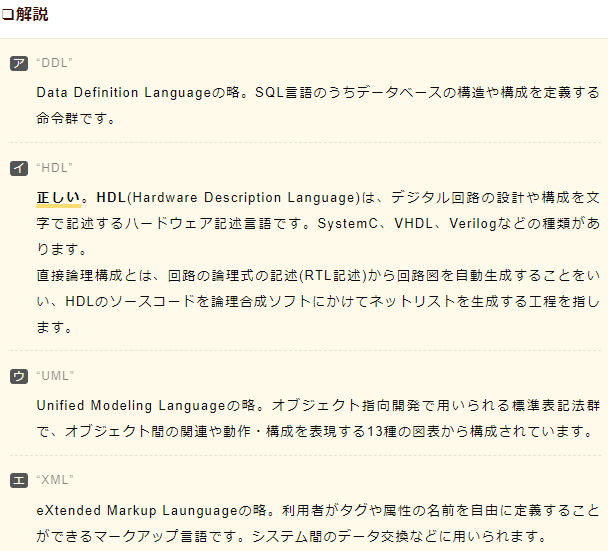 ❏解説
ア “DDL”
Data Definition Languageの略。SQL言語のうちデータベースの構造や構成を定義する
命令群です。
イ “HDL”
正しい。HDL(Hardware Description Language)は、デジタル回路の設計や構成を文
字で記述するハードウェア記述言語です。SystemC、VHDL、Verilogなどの種類があ
ります。
直接論理構成とは、回路の論理式の記述(RTL記述)から回路図を自動生成することをい
い、HDLのソースコードを論理合成ソフトにかけてネットリストを生成する工程を指し
ます。
ウ “UML”
Unified Modeling Languageの略。オブジェクト指向開発で用いられる標準表記法群
で、オブジェクト間の関連や動作・構成を表現する13種の図表から構成されています。
エ “XML”
eXtended Markup Launguageの略。利用者がタグや属性の名前を自由に定義すること
ができるマークアップ言語です。システム間のデータ交換などに用いられます。